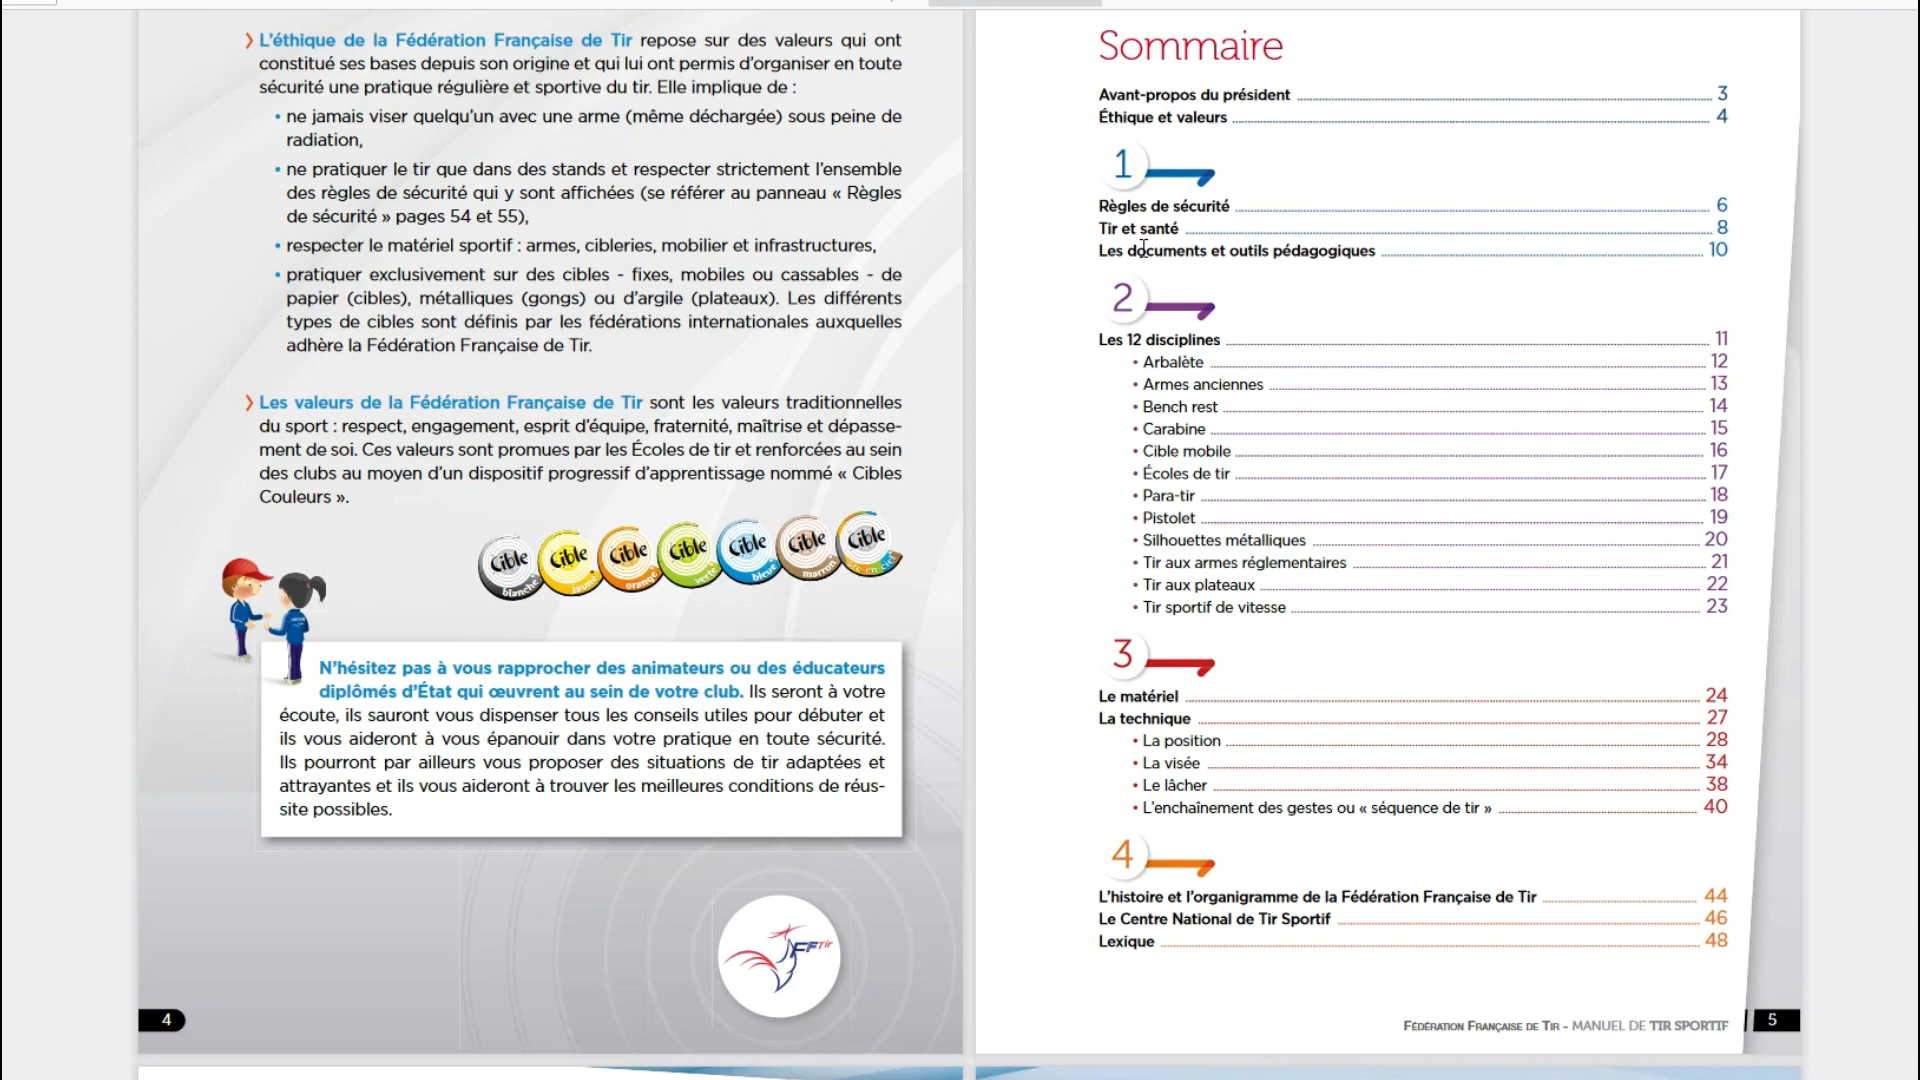 L'éthique de la Fédération Française de Tir repose sur des valeurs qui ont
constitué ses bases depuis son origine et qui lui ont permis d'organiser en toute
sécurité une pratique régulière et sportive du tir. Elle implique de :
• ne jamais viser quelqu'un avec une arme (même déchargée) sous peine de
radiation,
• ne pratiquer le tir que dans des stands et respecter strictement l'ensemble
des règles de sécurité qui y sont affichées (se référer au panneau « Règles
de sécurité » pages 54 et 55),
• respecter le matériel sportif : armes, cibleries, mobilier et infrastructures,
• pratiquer exclusivement sur des cibles - fixes, mobiles ou cassables - de
papier (cibles), métalliques (gongs) ou d'argile (plateaux). Les différents
types de cibles sont définis par les fédérations internationales auxquelles
adhère la Fédération Française de Tir.
Les valeurs de la Fédération Française de Tir sont les valeurs traditionnelles
du sport : respect, engagement, esprit d'équipe, fraternité, maîtrise et dépasse-
ment de soi. Ces valeurs sont promues par les Écoles de tir et renforcées au sein
des clubs au moyen d'un dispositif progressif d'apprentissage nommé « Cibles
Couleurs ».
Cible blanche
Cible jaune
Cible orange
Cible verte
Cible bleue
Cible marron
Cible arc-en-ciel
N'hésitez pas à vous rapprocher des animateurs ou des éducateurs
diplômés d'État qui œuvrent au sein de votre club. Ils seront à votre
écoute, ils sauront vous dispenser tous les conseils utiles pour débuter et
ils vous aideront à vous épanouir dans votre pratique en toute sécurité.
Ils pourront par ailleurs vous proposer des situations de tir adaptées et
attrayantes et ils vous aideront à trouver les meilleures conditions de réus-
site possibles.
FFTir
4
Sommaire
Avant-propos du président 3
Éthique et valeurs 4
1
Règles de sécurité 6
Tir et santé 8
Les documents et outils pédagogiques 10
2
Les 12 disciplines 11
• Arbalète 12
• Armes anciennes 13
• Bench rest 14
• Carabine 15
• Cible mobile 16
• Écoles de tir 17
• Para-tir 18
• Pistolet 19
• Silhouettes métalliques 20
• Tir aux armes réglementaires 21
• Tir aux plateaux 22
• Tir sportif de vitesse 23
3
Le matériel 24
La technique 27
• La position 28
• La visée 34
• Le lâcher 38
• L'enchaînement des gestes ou « séquence de tir » 40
4
L'histoire et l'organigramme de la Fédération Française de Tir 44
Le Centre National de Tir Sportif 46
Lexique 48
Fédération Française de Tir - MANUEL DE TIR SPORTIF
5